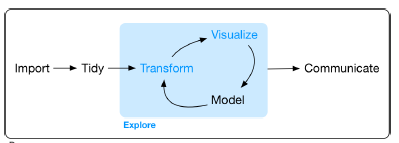 Visualize
Import Tidy Transform Communicate
Model
Explore